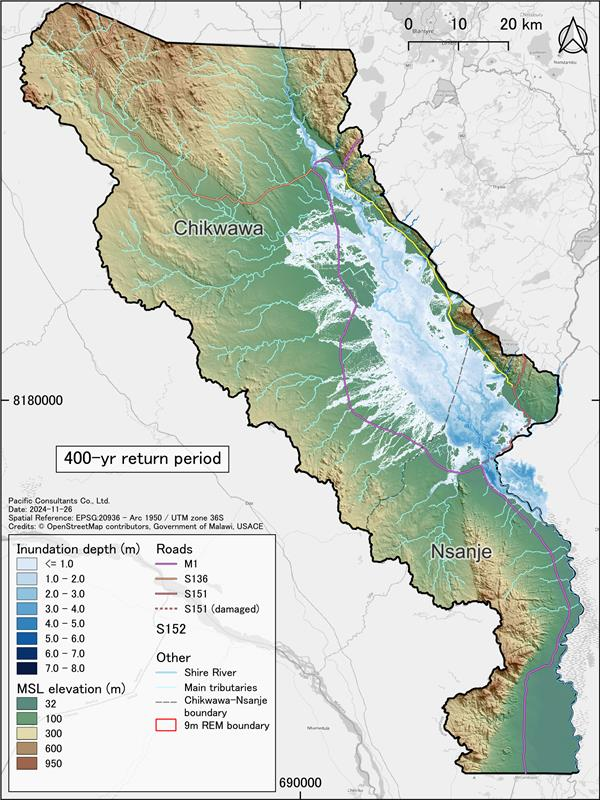 0 10 20 km
Blantyre
Chikwawa
8180000
400-yr return period
Pacific Consultants Co., Ltd.
Date: 2024-11-26
Spatial Reference: EPSG:20936 - Arc 1950 / UTM zone 36S
Credits: © OpenStreetMap contributors, Government of Malawi, USACE
Nsanje
Inundation depth (m)
<= 1.0
1.0 - 2.0
2.0 - 3.0
3.0 - 4.0
4.0 - 5.0
5.0 - 6.0
6.0 - 7.0
7.0 - 8.0
MSL elevation (m)
32
100
300
600
950
Roads
M1
S136
S151
S151 (damaged)
S152
Other
Shire River
Main tributaries
Chikwawa-Nsanje
boundary
9m REM boundary
690000